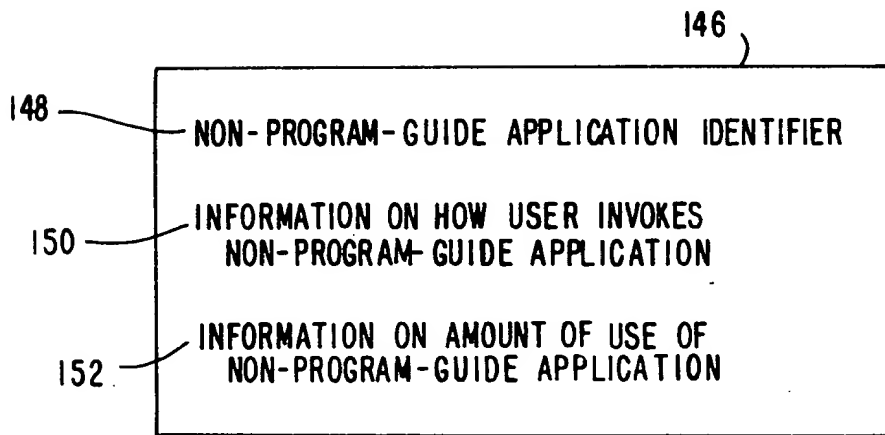 146
148
NON-PROGRAM-GUIDE APPLICATION IDENTIFIER
150
INFORMATION ON HOW USER INVOKES
NON-PROGRAM-GUIDE APPLICATION
152
INFORMATION ON AMOUNT OF USE OF
NON-PROGRAM-GUIDE APPLICATION